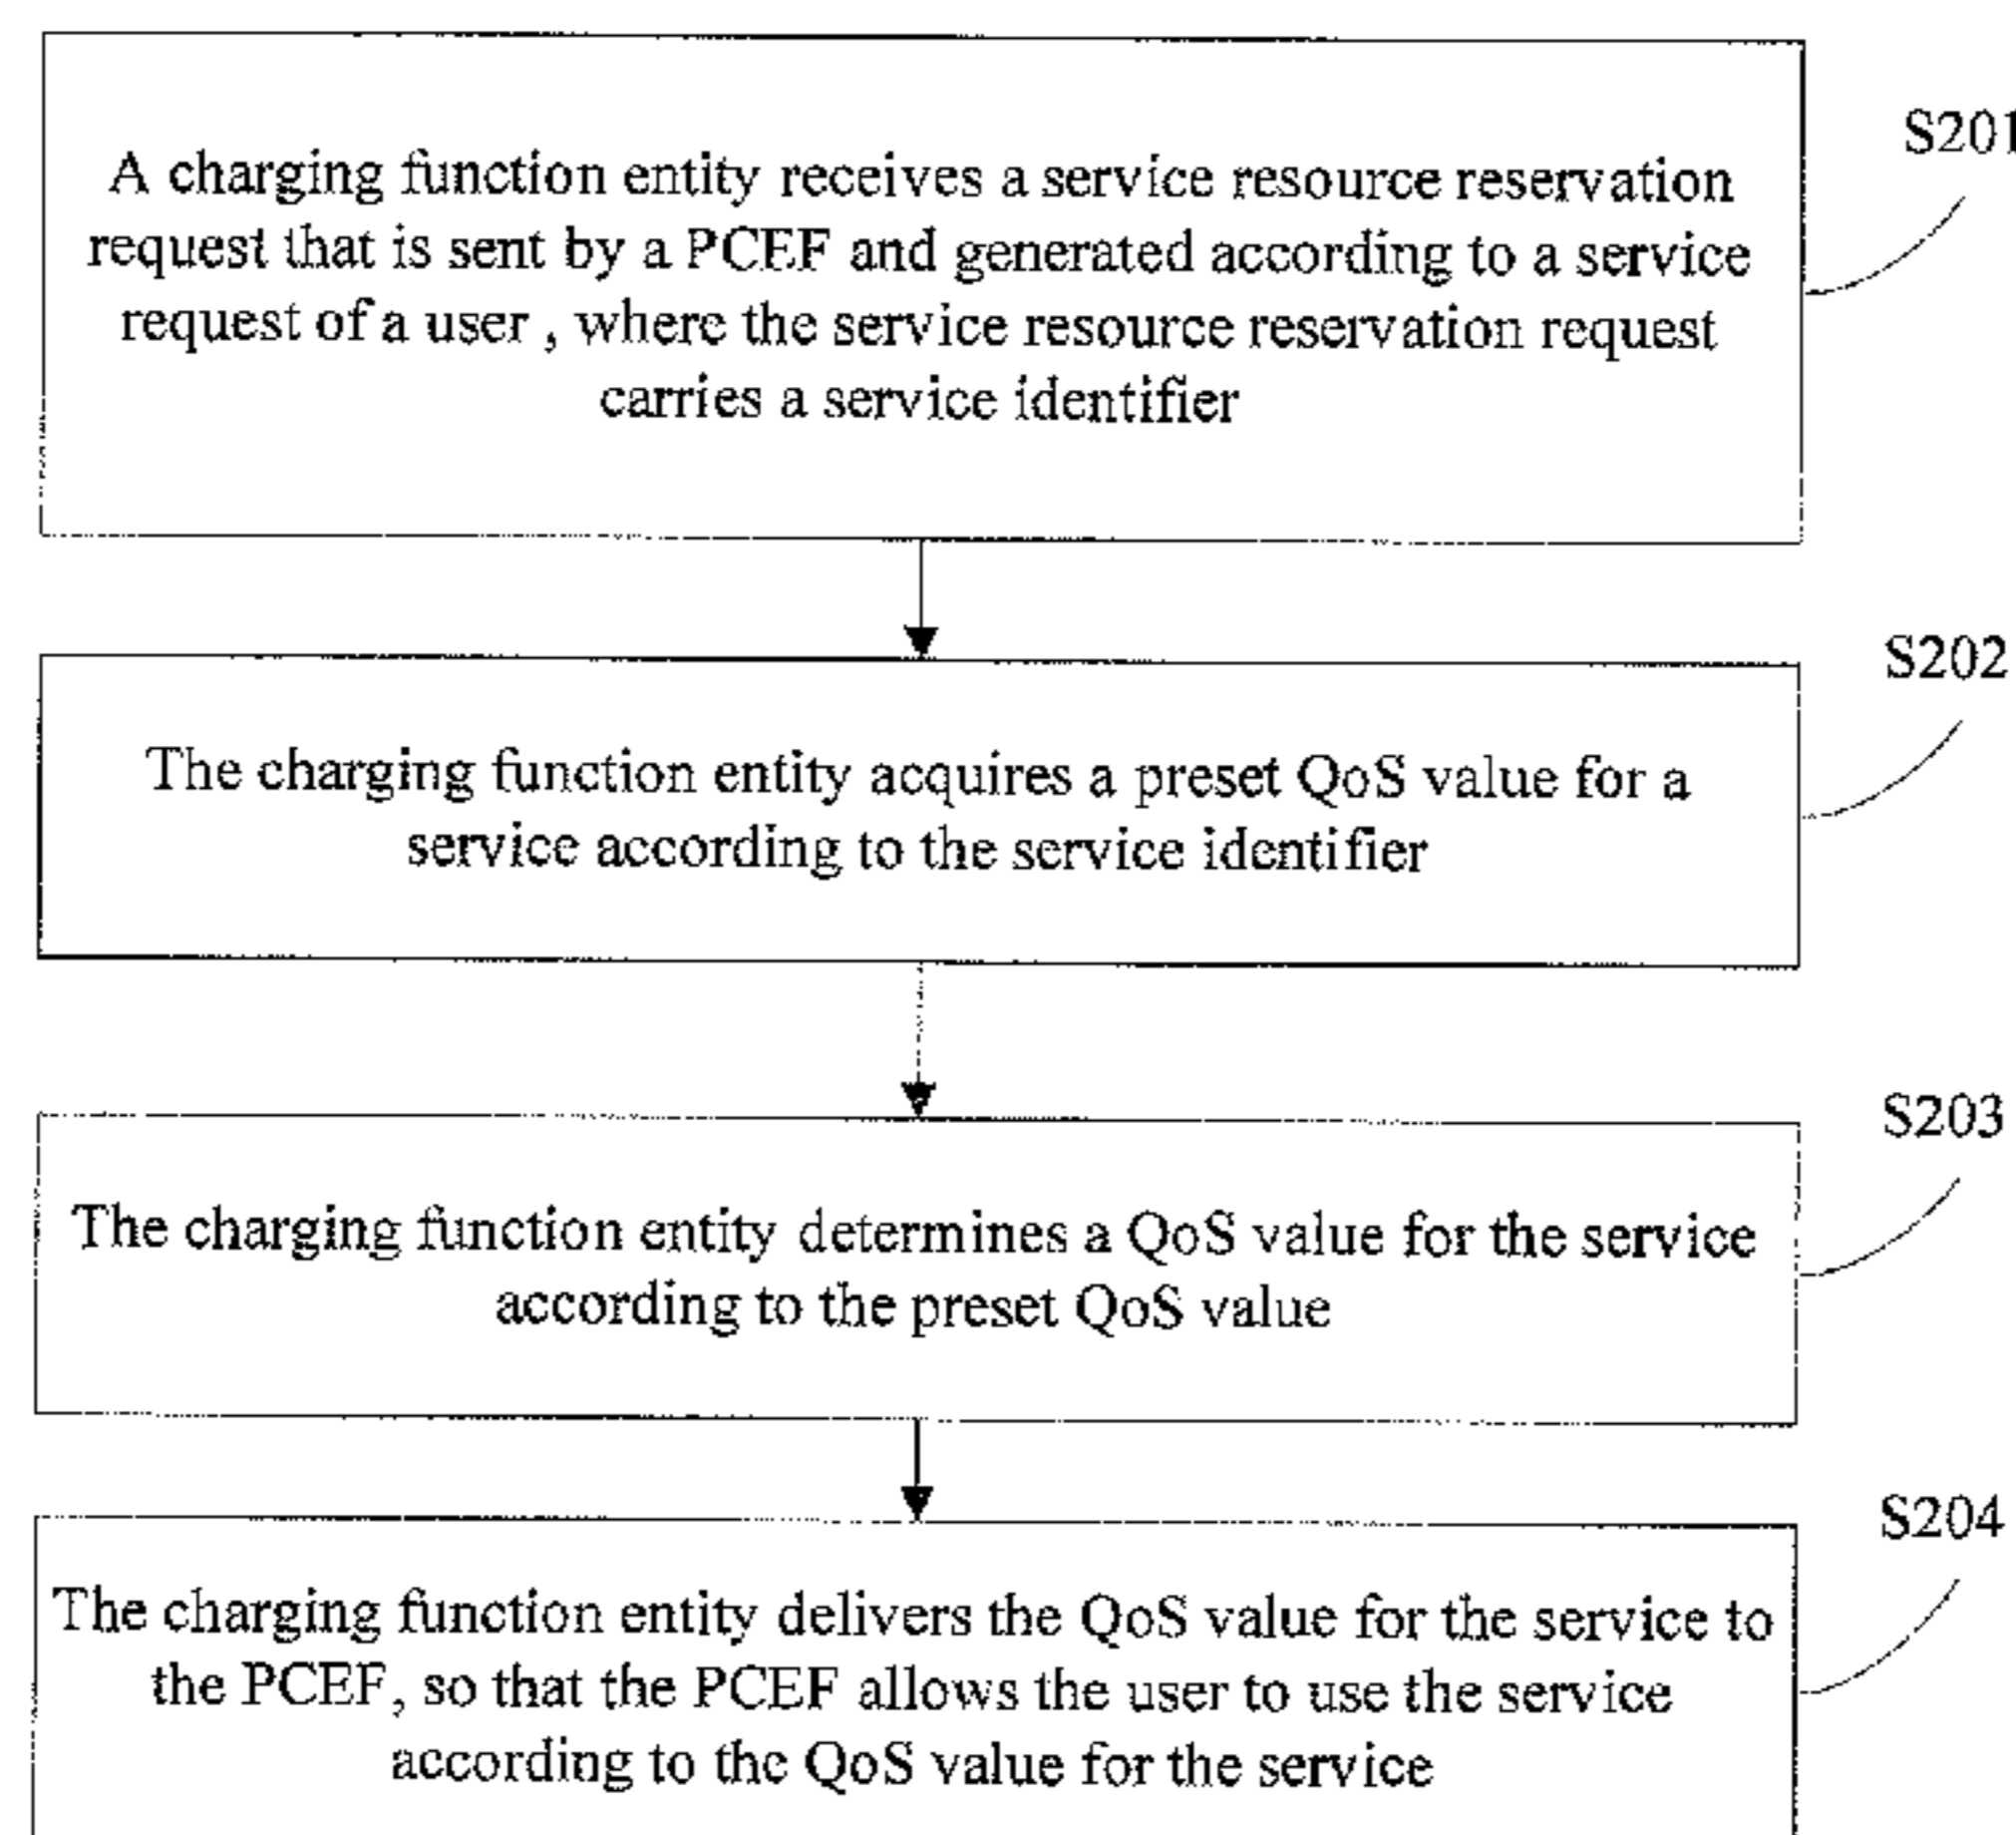 A charging function entity receives a service resource reservation
request that is sent by a PCEF and generated according to a service
request of a user , where the service resource reservation request
carries a service identifier
S201
The charging function entity acquires a preset QoS value for a
service according to the service identifier
S202
The charging function entity determines a QoS value for the service
according to the preset QoS value
S203
The charging function entity delivers the QoS value for the service to
the PCEF, so that the PCEF allows the user to use the service
according to the QoS value for the service
S204